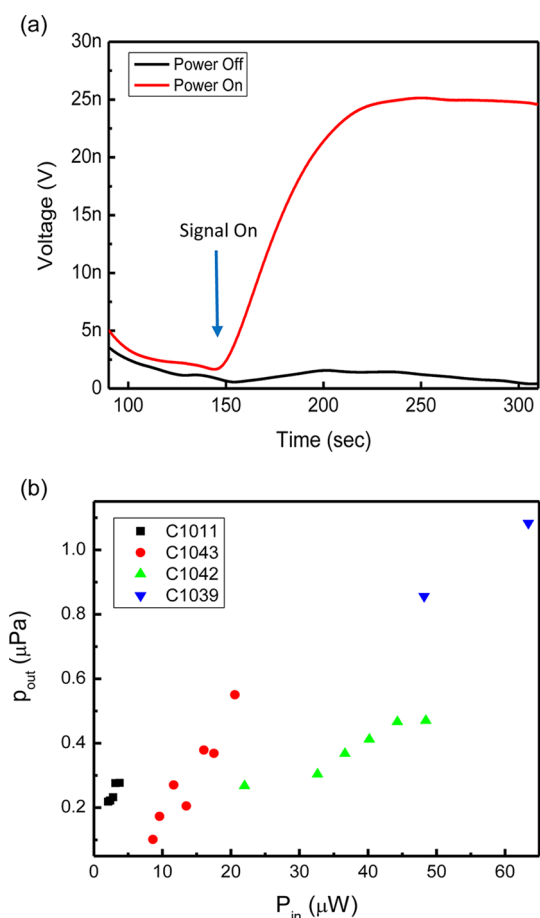 (a)
30n
25n
20n
15n
10n
5n
0
Voltage (V)
Power Off
Power On
Signal On
100
150
200
250
300
Time (sec)
(b)
1.0
0.8
0.6
0.4
0.2
p_out (μPa)
C1011
C1043
C1042
C1039
0
10
20
30
40
50
60
P_in (μW)